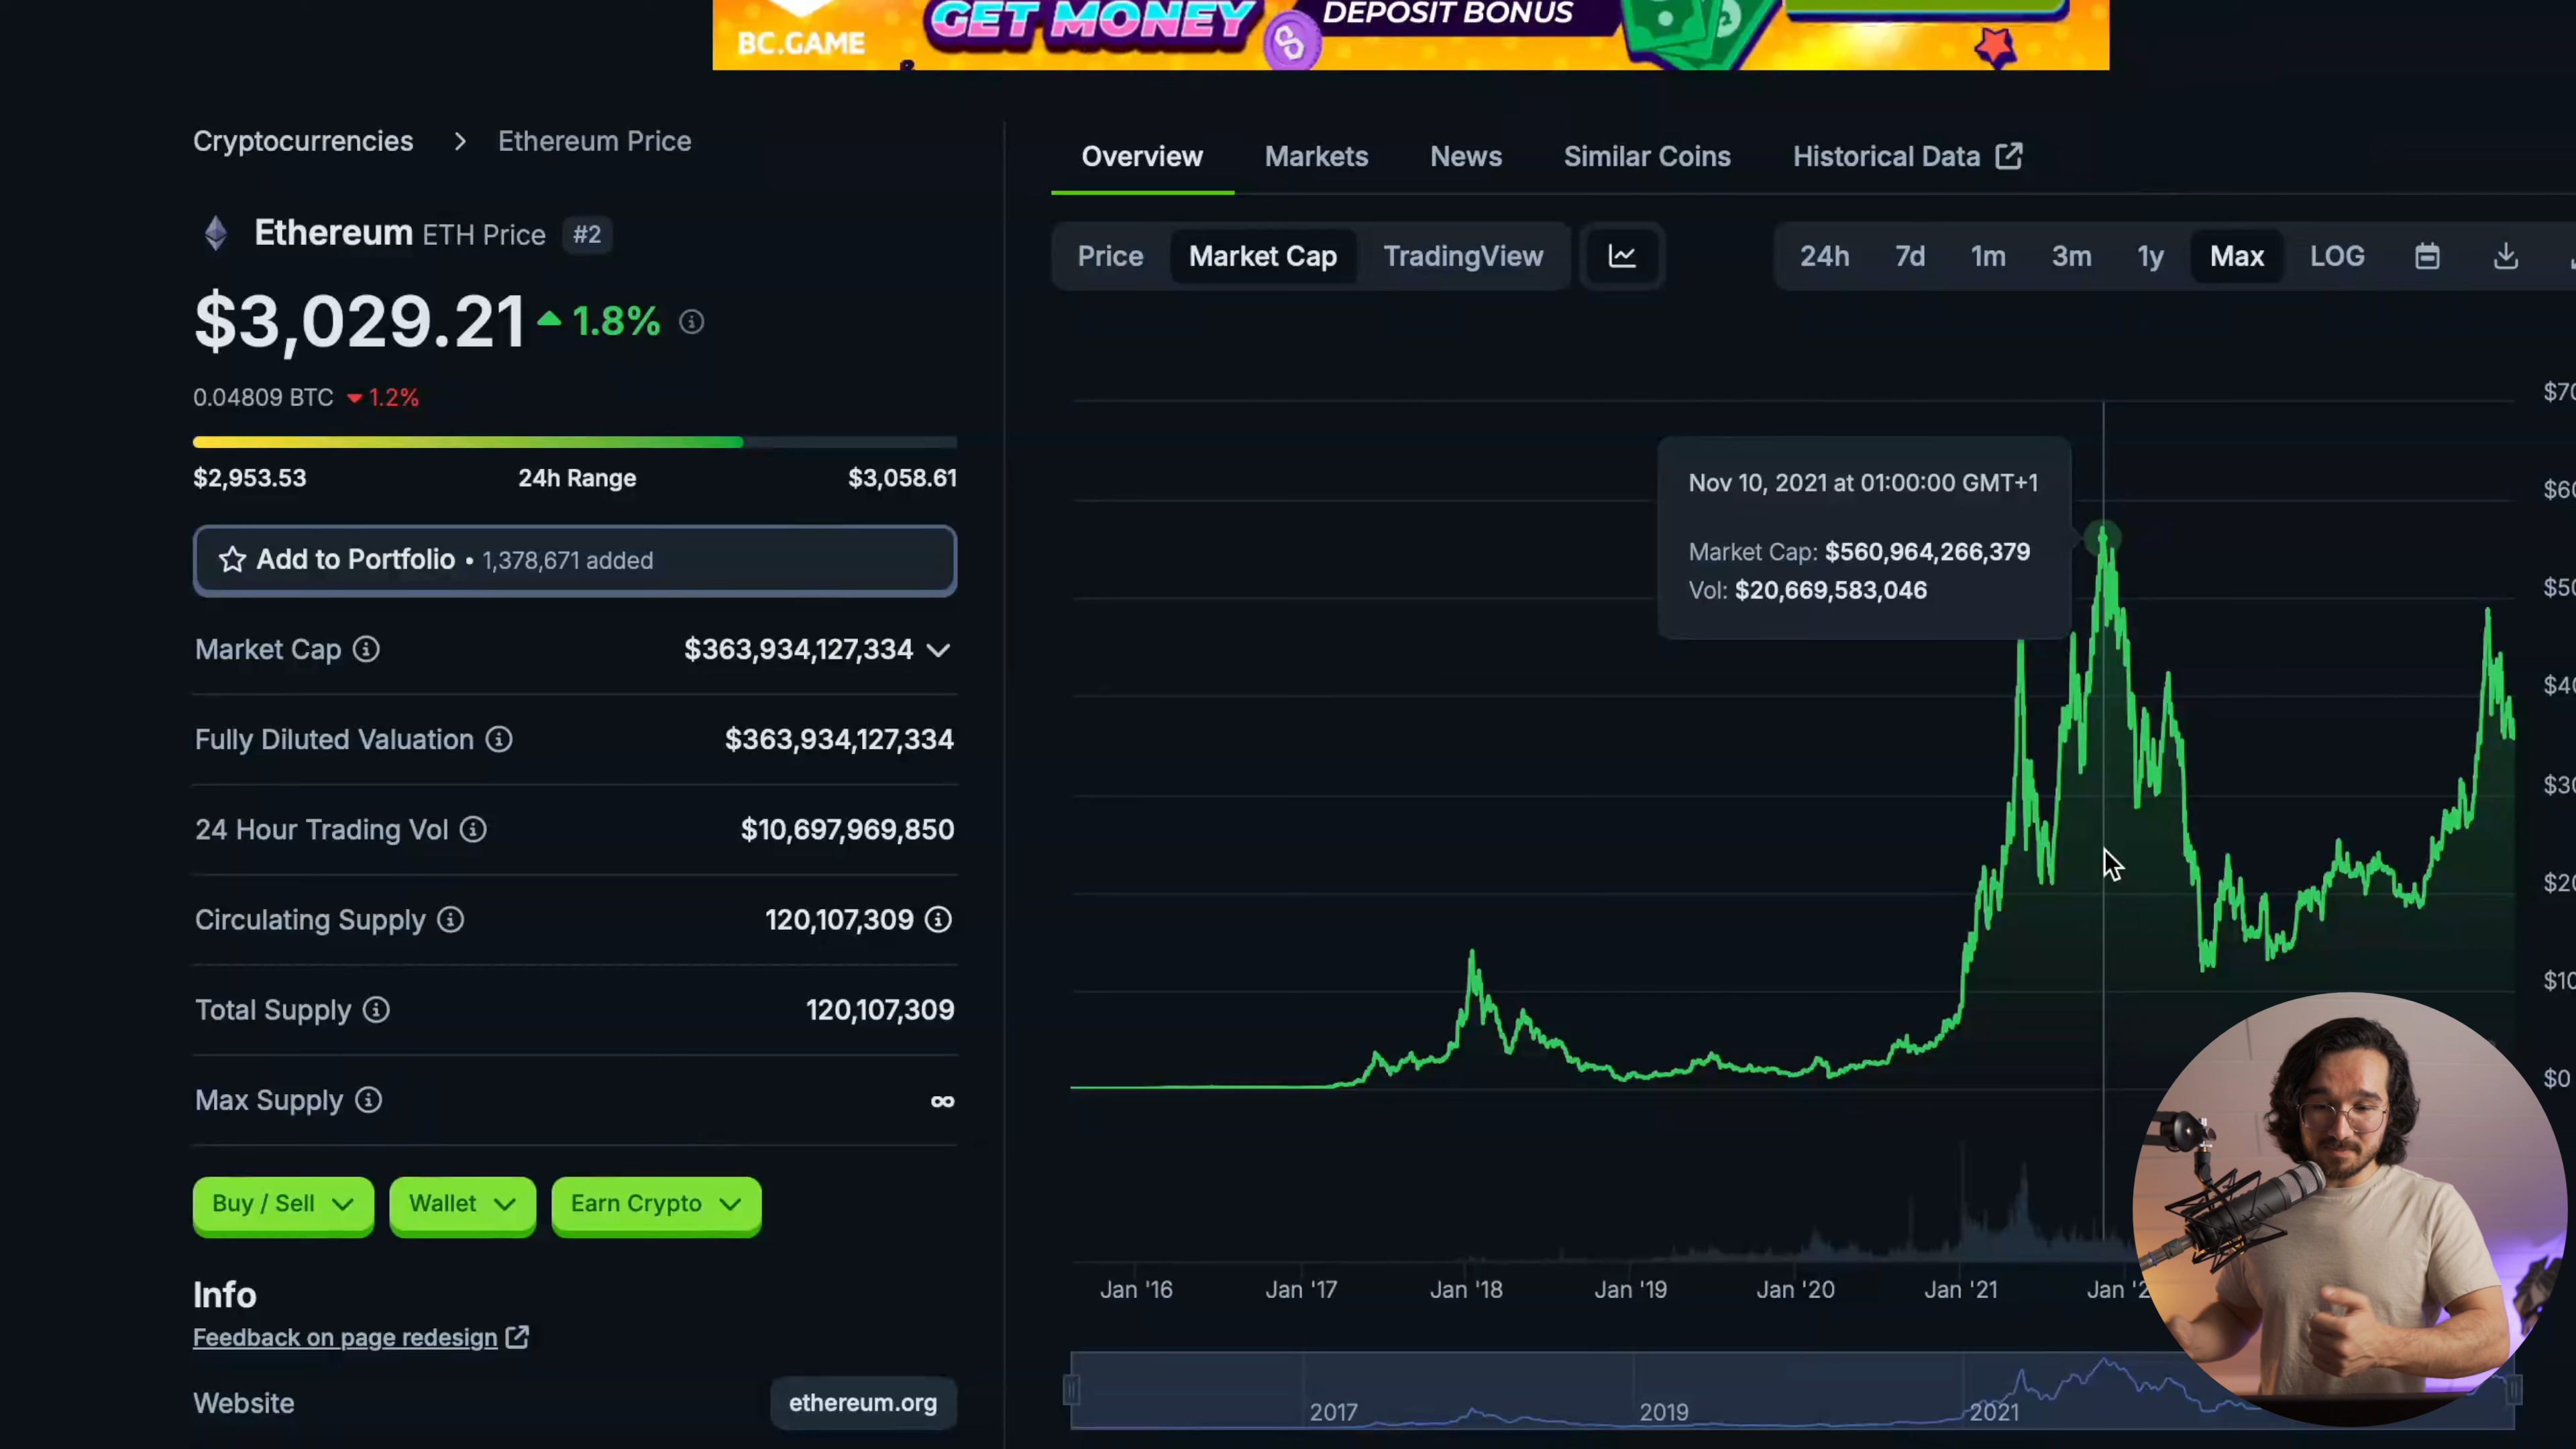 GET MONEY
DEPOSIT BONUS
BC.GAME
Cryptocurrencies > Ethereum Price
Ethereum ETH Price #2
$3,029.21 1.8%
0.04809 BTC 1.2%
$2,953.53 24h Range $3,058.61
Add to Portfolio • 1,378,671 added
Market Cap $363,934,127,334
Fully Diluted Valuation $363,934,127,334
24 Hour Trading Vol $10,697,969,850
Circulating Supply 120,107,309
Total Supply 120,107,309
Max Supply ∞
Buy / Sell Wallet Earn Crypto
Info
Feedback on page redesign
Website ethereum.org
Overview Markets News Similar Coins Historical Data
Price Market Cap TradingView 24h 7d 1m 3m 1y Max LOG
Nov 10, 2021 at 01:00:00 GMT+1
Market Cap: $560,964,266,379
Vol: $20,669,583,046
$0
Jan '16 Jan '17 Jan '18 Jan '19 Jan '20 Jan '21
2017 2019 2021